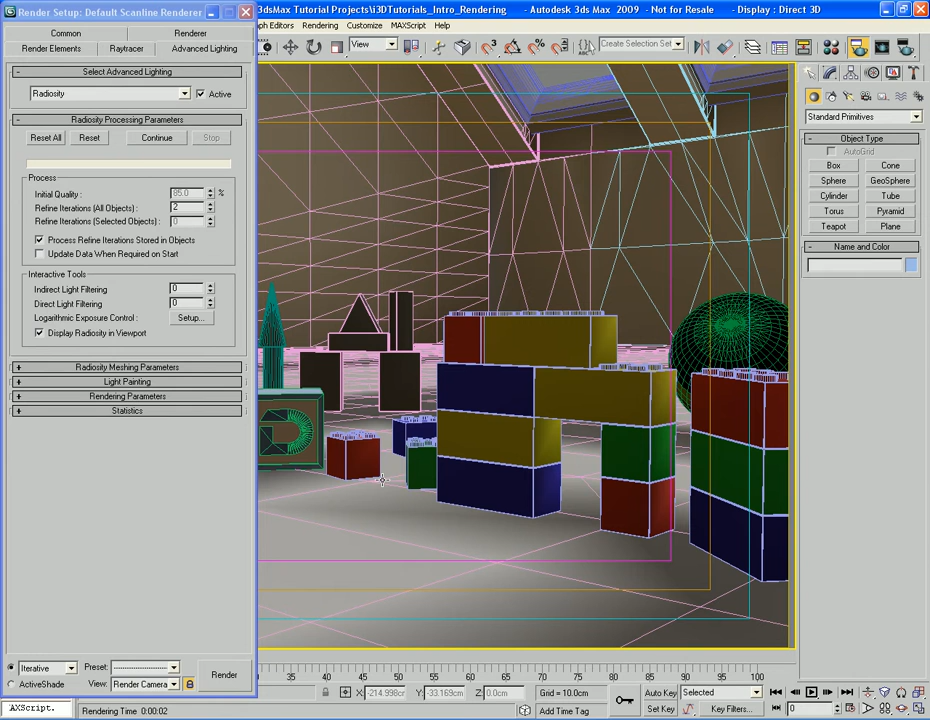 Render Setup: Default Scanline Renderer
3dsMax Tutorial Projects\i3DTutorials_Intro_Rendering - Autodesk 3ds Max 2009 - Not for Resale - Display : Direct 3D
Common Renderer
Render Elements Raytracer Advanced Lighting
ph Editors Rendering Customize MAXScript Help
View
Create Selection Set
- Select Advanced Lighting
Radiosity Active
- Radiosity Processing Parameters
Reset All Reset Continue Stop
Process
Initial Quality : 85.0 %
Refine Iterations (All Objects): 2
Refine Iterations (Selected Objects): 0
Process Refine Iterations Stored in Objects
Update Data When Required on Start
Interactive Tools
Indirect Light Filtering 0
Direct Light Filtering 0
Logarithmic Exposure Control : Setup...
Display Radiosity in Viewport
+ Radiosity Meshing Parameters
+ Light Painting
+ Rendering Parameters
+ Statistics
Standard Primitives
- Object Type
AutoGrid
Box Cone
Sphere GeoSphere
Cylinder Tube
Torus Pyramid
Teapot Plane
- Name and Color
Iterative Preset: --------------------
ActiveShade View: Render Camera
Render
30 35 40 45 50 55 60 65 70 75 80 85 90 95 100
X: -214.998cm Y: -33.169cm Z: 0.0cm Grid = 10.0cm
Auto Key Selected
Add Time Tag Set Key Key Filters... 0
'AXScript. Rendering Time 0:00:02